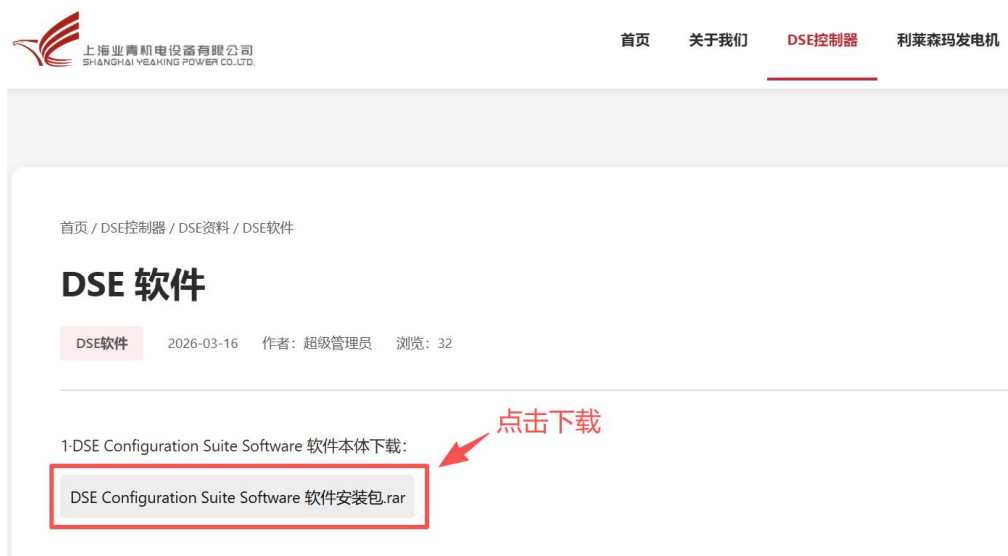 上海业青机电设备有限公司
SHANGHAI YEAKING POWER CO.,LTD.
首页 关于我们 DSE控制器 利莱森玛发电机
首页 / DSE控制器 / DSE资料 / DSE软件
DSE 软件
DSE软件 2026-03-16 作者：超级管理员 浏览：32
点击下载
1·DSE Configuration Suite Software 软件本体下载：
DSE Configuration Suite Software 软件安装包.rar